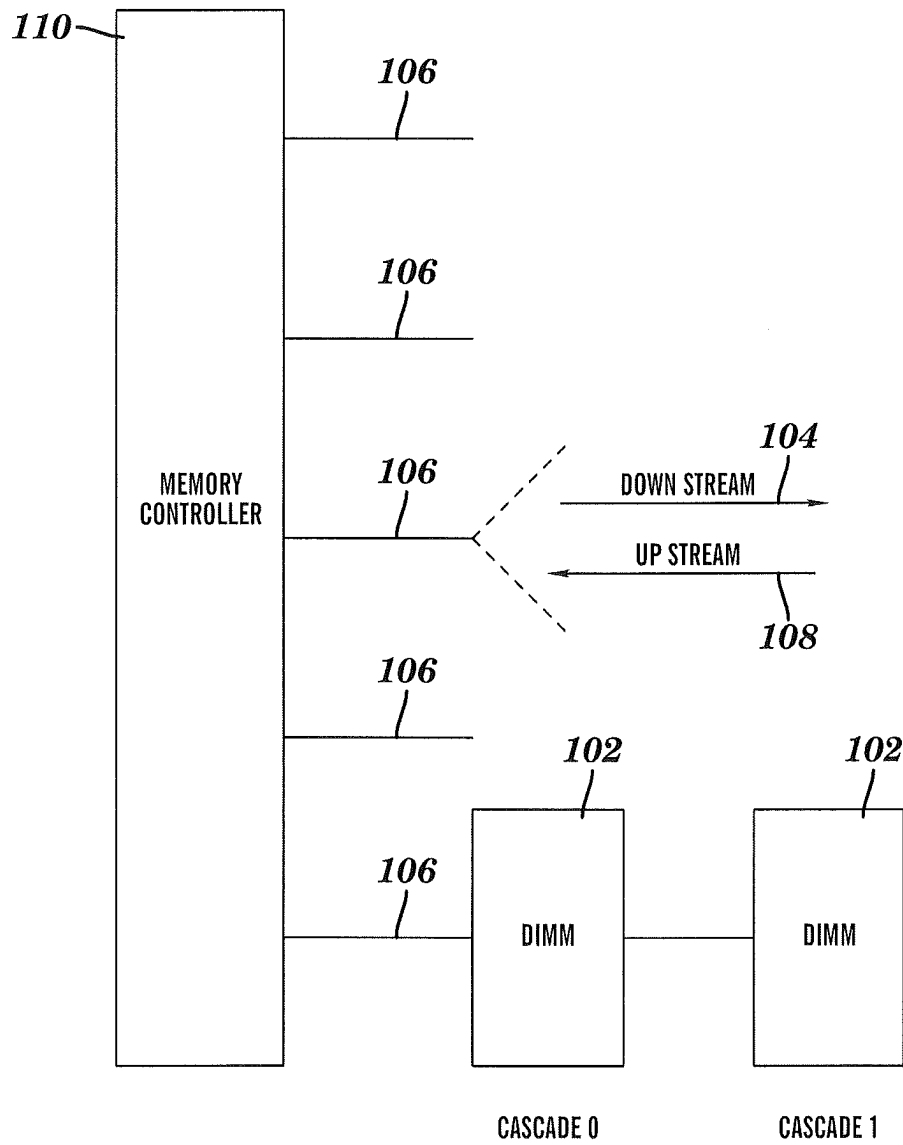 110
106
106
106
104
DOWN STREAM
MEMORY
CONTROLLER
UP STREAM
108
106
102
102
106
DIMM
DIMM
CASCADE 0
CASCADE 1